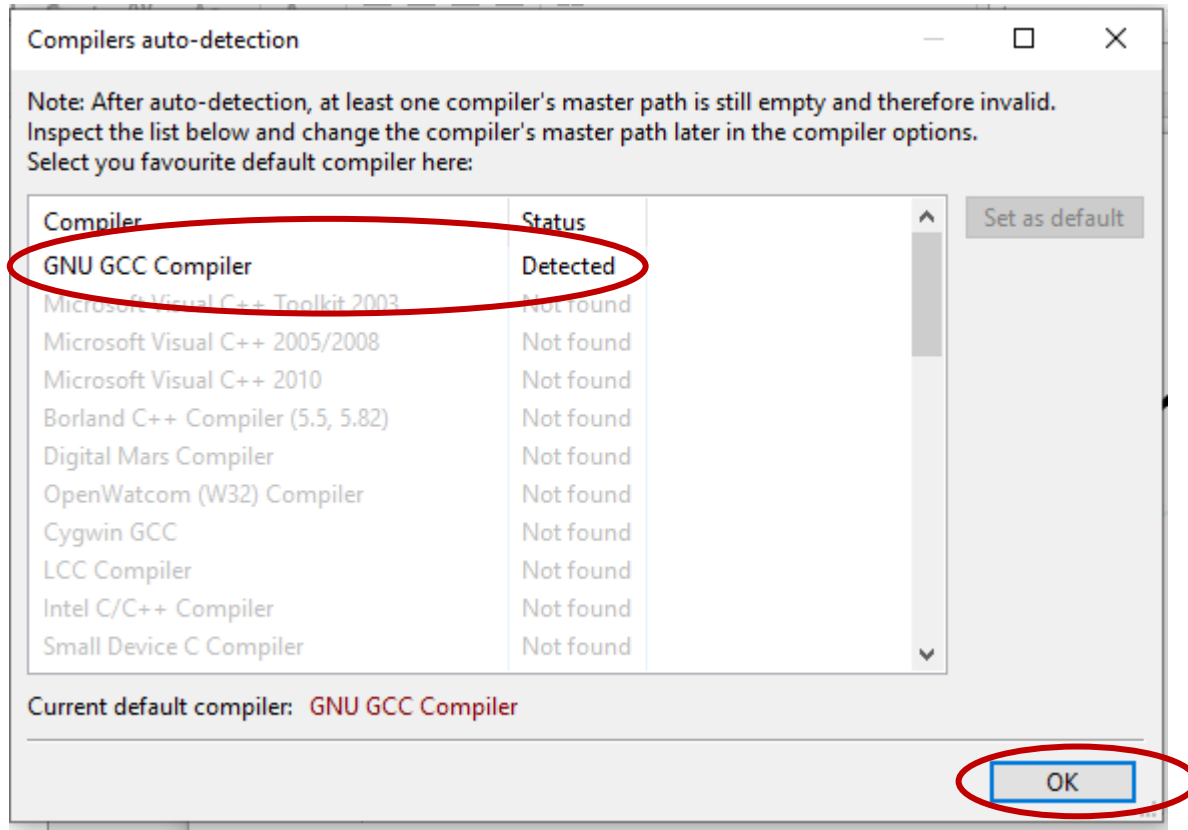 Compilers auto-detection
Note: After auto-detection, at least one compiler's master path is still empty and therefore invalid.
Inspect the list below and change the compiler's master path later in the compiler options.
Select you favourite default compiler here:
Compiler Status
Set as default
GNU GCC Compiler Detected
Microsoft Visual C++ Toolkit 2003 Not found
Microsoft Visual C++ 2005/2008 Not found
Microsoft Visual C++ 2010 Not found
Borland C++ Compiler (5.5, 5.82) Not found
Digital Mars Compiler Not found
OpenWatcom (W32) Compiler Not found
Cygwin GCC Not found
LCC Compiler Not found
Intel C/C++ Compiler Not found
Small Device C Compiler Not found
Current default compiler: GNU GCC Compiler
OK